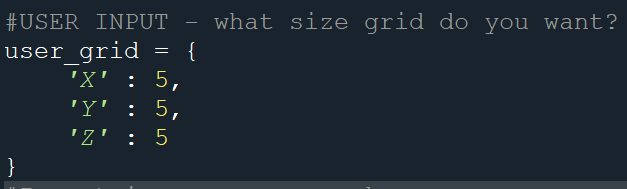 #USER INPUT - what size grid do you want?
user_grid = {
    'X' : 5,
    'Y' : 5,
    'Z' : 5
}